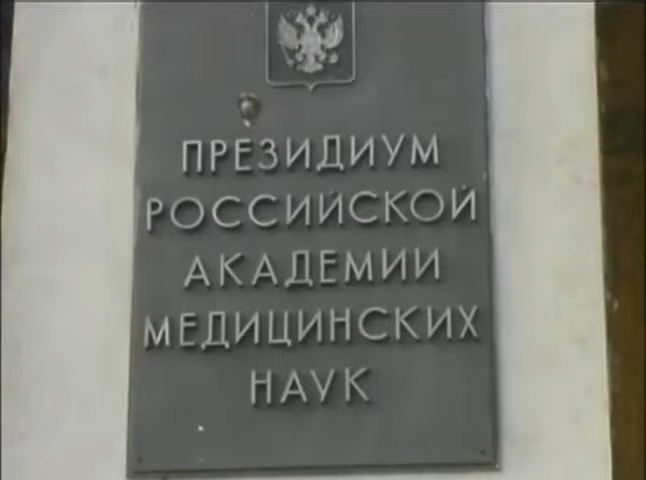 ПРЕЗИДИУМ
РОССИЙСКОЙ
АКАДЕМИИ
МЕДИЦИНСКИХ
НАУК